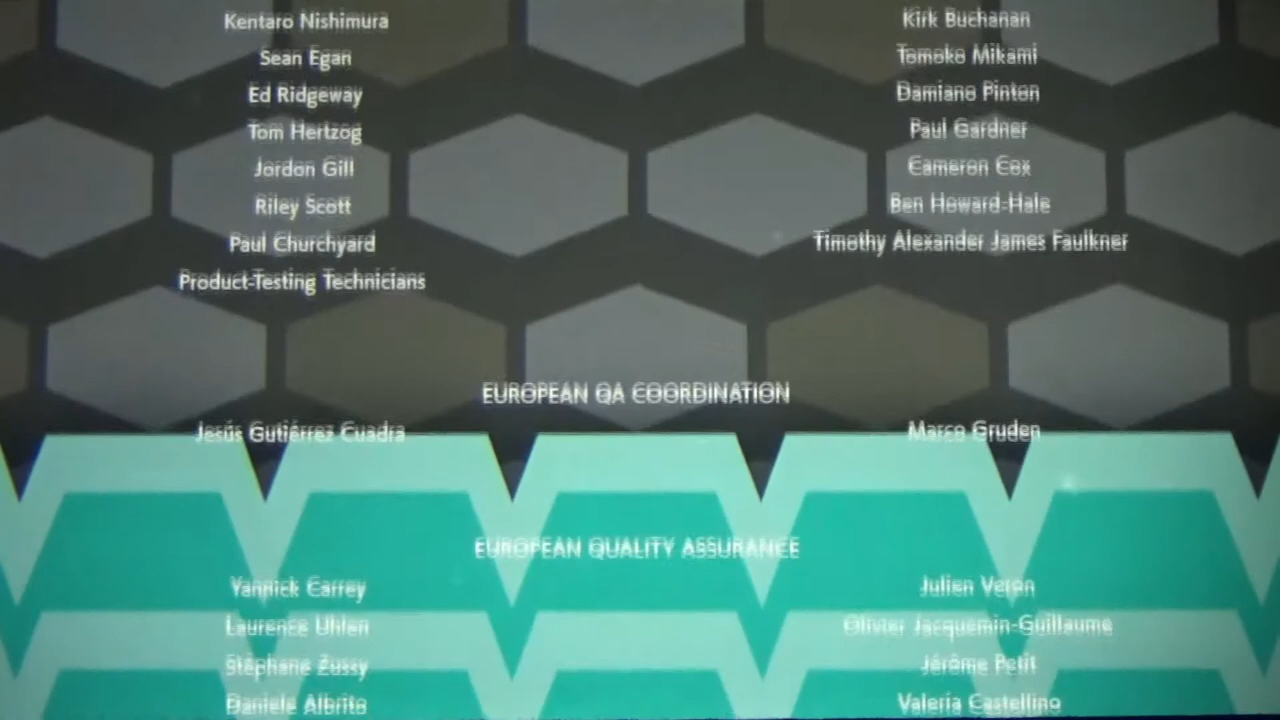 Kentaro Nishimura Kirk Buchanan
Sean Egan Tomoko Mikami
Ed Ridgeway Damiano Pinton
Tom Hertzog Paul Gardner
Jordon Gill Cameron Cox
Riley Scott Ben Howard-Hale
Paul Churchyard Timothy Alexander James Faulkner
Product-Testing Technicians
EUROPEAN QA COORDINATION
Jesús Gutiérrez Cuadra Marco Gruden
EUROPEAN QUALITY ASSURANCE
Yannick Carrey Julien Veron
Laurence Uhlen Olivier Jacquemin-Guillaume
Stéphane Zussy Jérôme Petit
Daniele Albrito Valeria Castellino